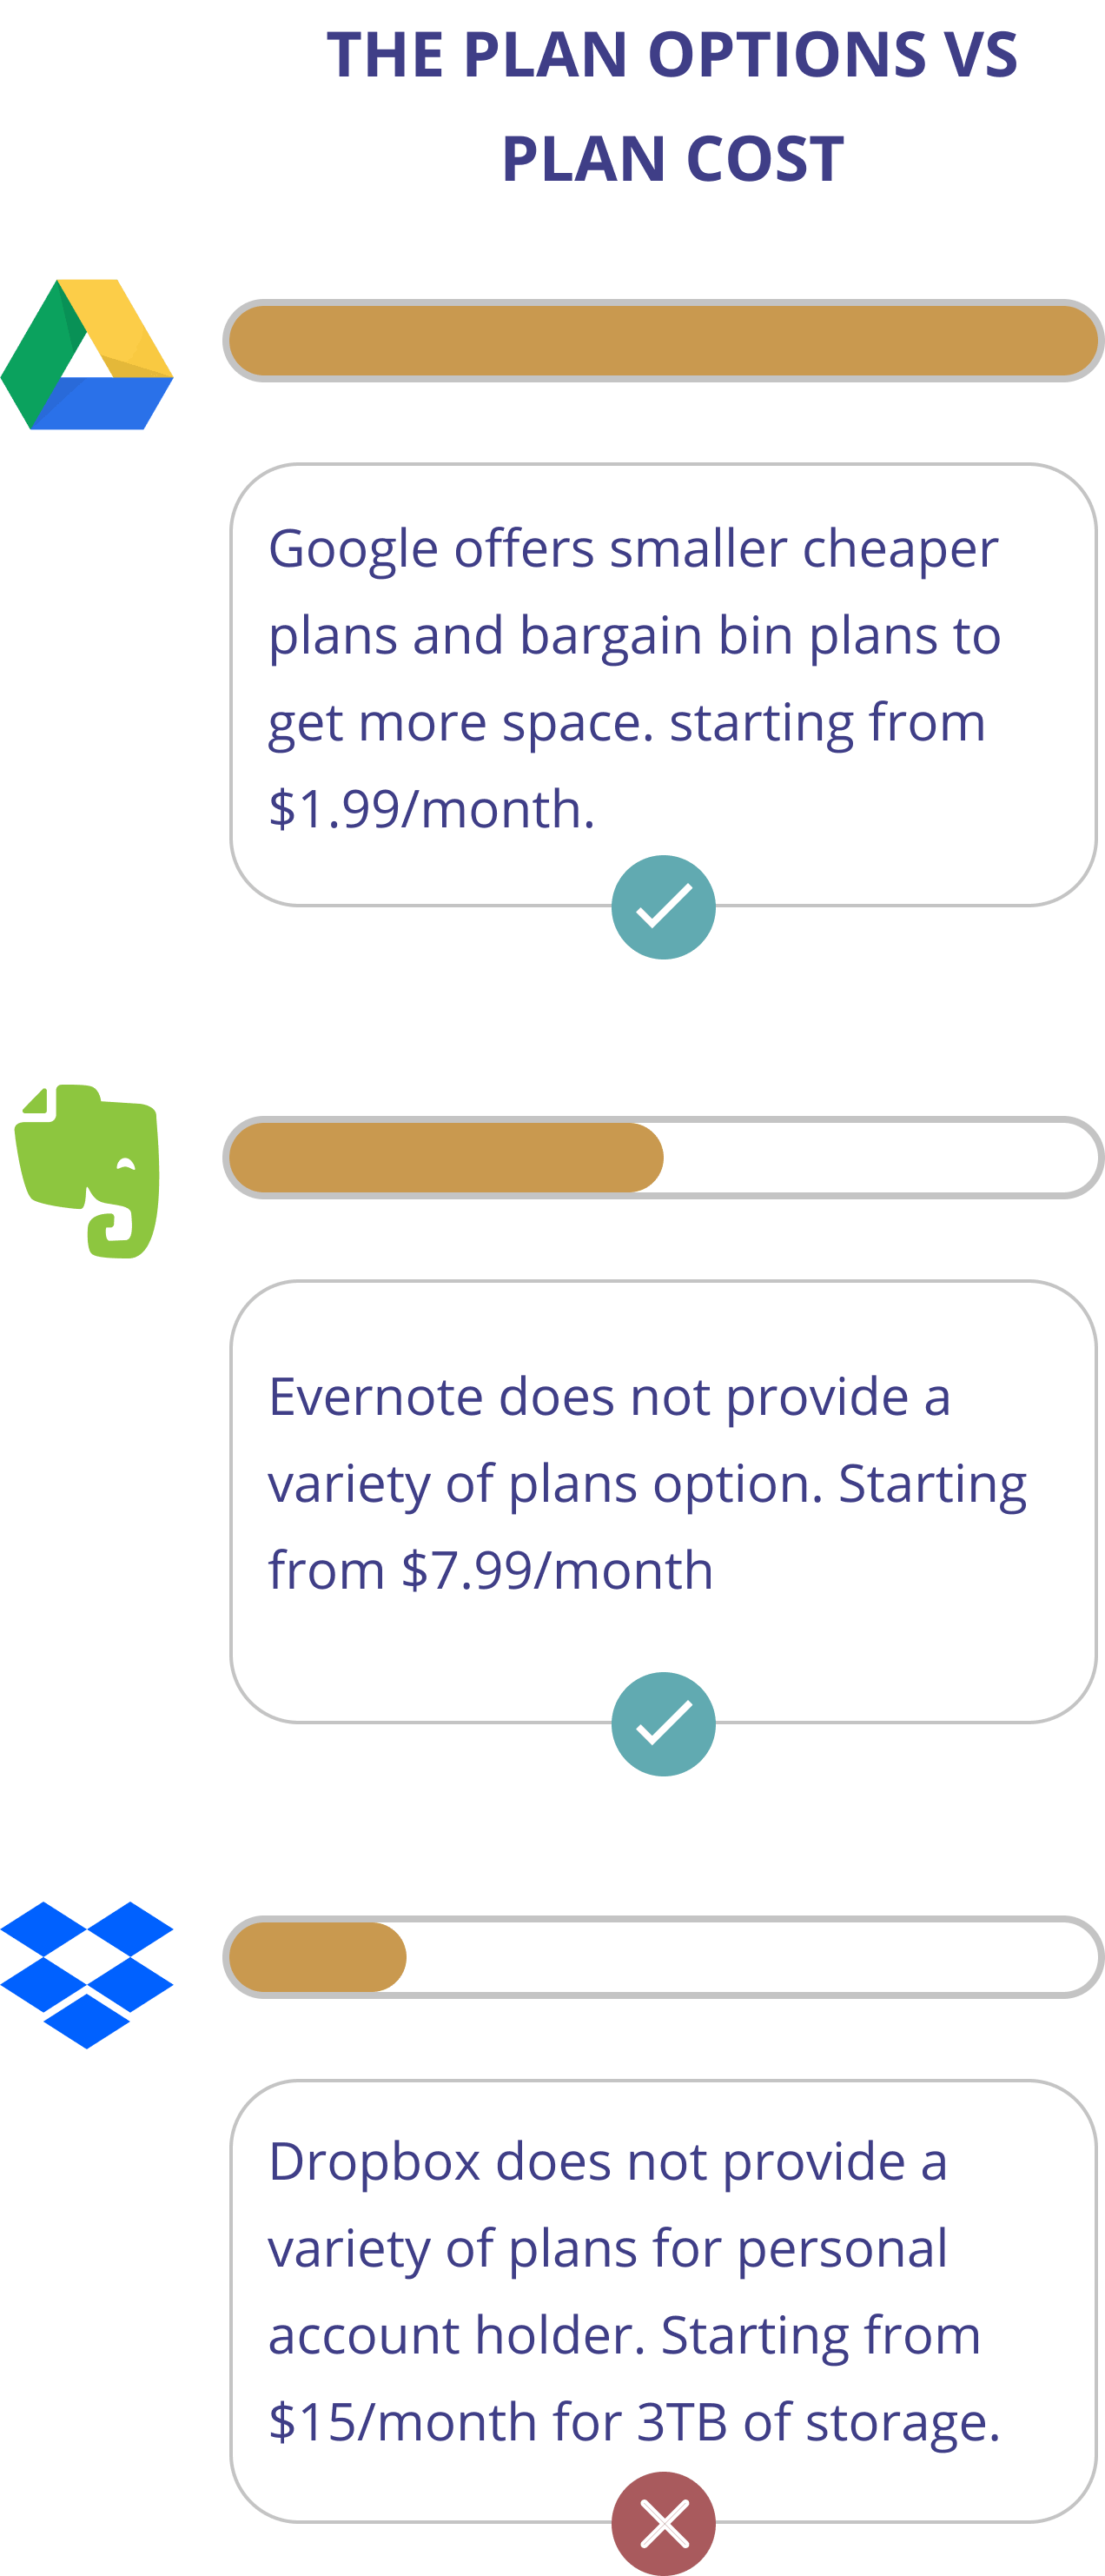 THE PLAN OPTIONS VS
PLAN COST
Google offers smaller cheaper
plans and bargain bin plans to
get more space. starting from
$1.99/month.
Evernote does not provide a
variety of plans option. Starting
from $7.99/month
Dropbox does not provide a
variety of plans for personal
account holder. Starting from
$15/month for 3TB of storage.